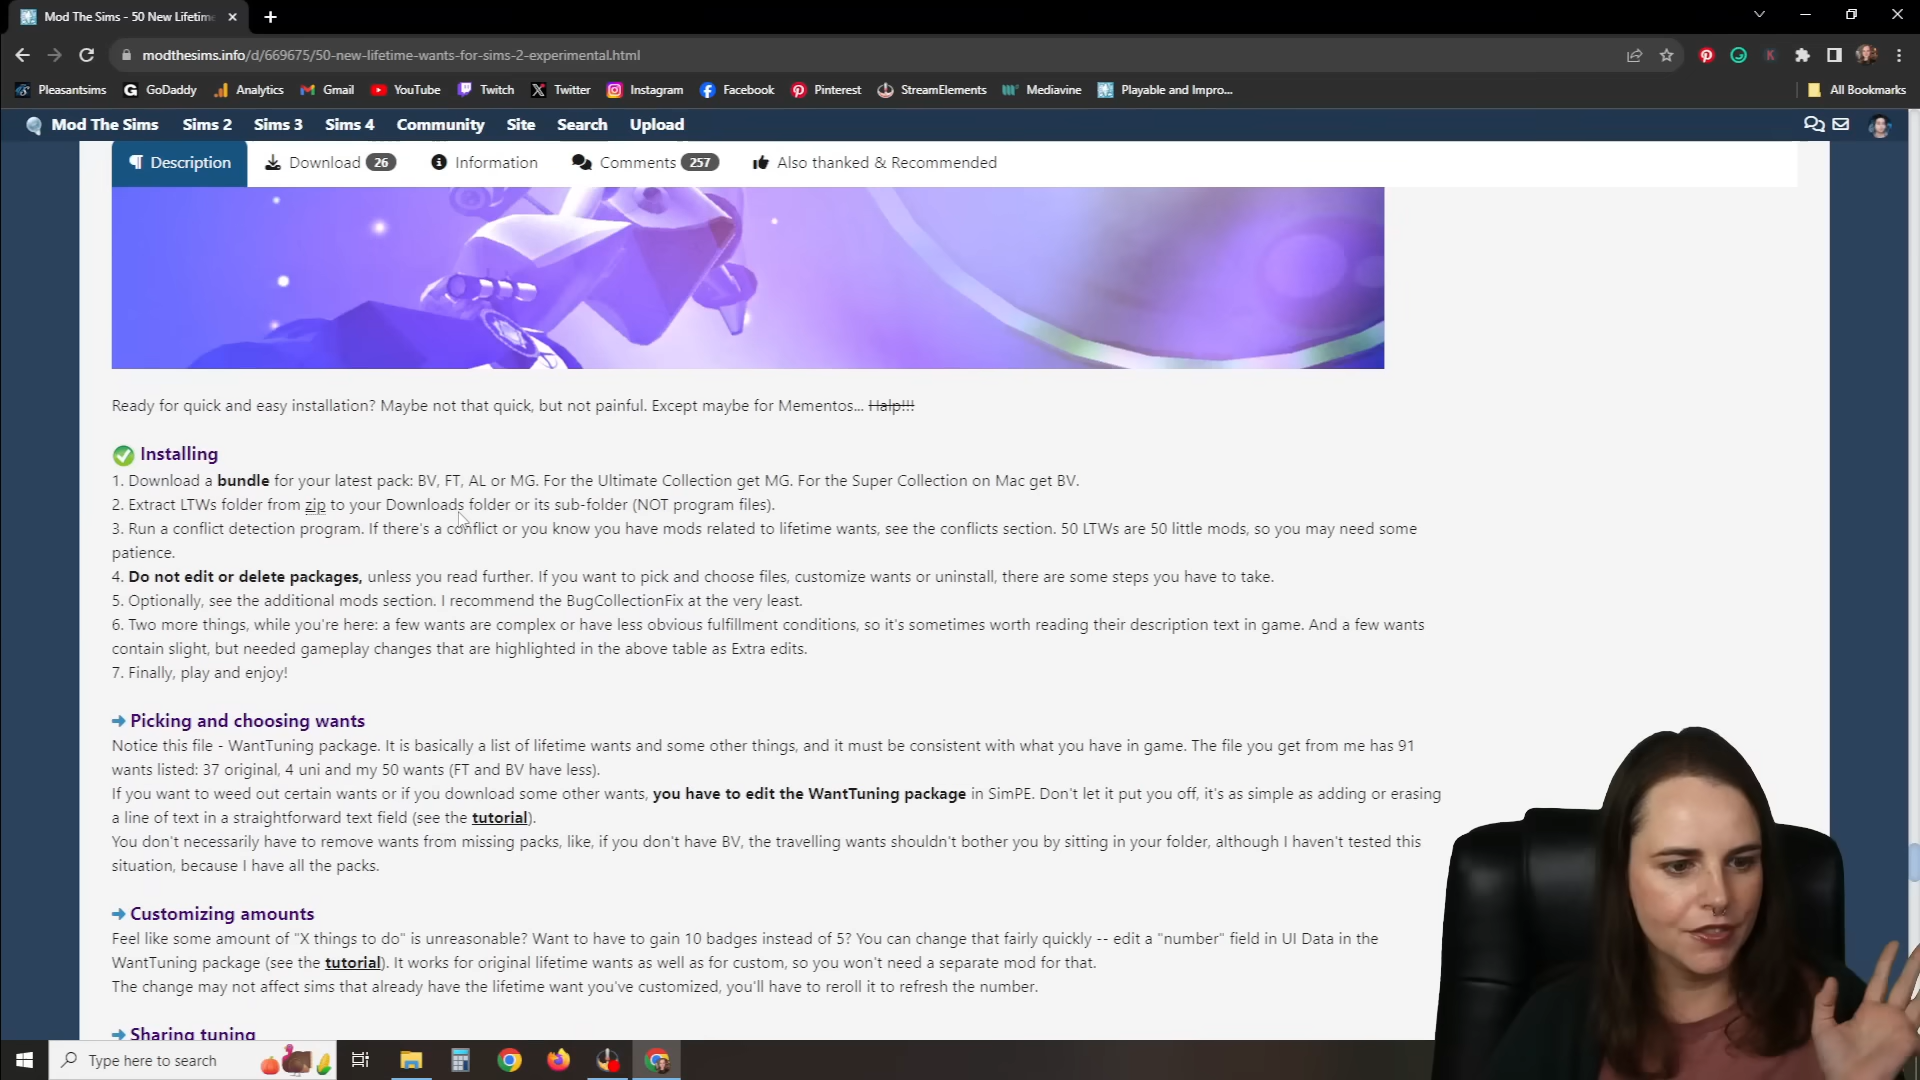 Mod The Sims - 50 New Lifetime
modthesims.info/d/669675/50-new-lifetime-wants-for-sims-2-experimental.html
Pleasantsims GoDaddy Analytics Gmail YouTube Twitch Twitter Instagram Facebook Pinterest StreamElements Mediavine Playable and Impro... All Bookmarks
Mod The Sims Sims 2 Sims 3 Sims 4 Community Site Search Upload
Description Download 26 Information Comments 257 Also thanked & Recommended
Ready for quick and easy installation? Maybe not that quick, but not painful. Except maybe for Mementos... Halp!!!
Installing
1. Download a bundle for your latest pack: BV, FT, AL or MG. For the Ultimate Collection get MG. For the Super Collection on Mac get BV.
2. Extract LTWs folder from zip to your Downloads folder or its sub-folder (NOT program files).
3. Run a conflict detection program. If there's a conflict or you know you have mods related to lifetime wants, see the conflicts section. 50 LTWs are 50 little mods, so you may need some
patience.
4. Do not edit or delete packages, unless you read further. If you want to pick and choose files, customize wants or uninstall, there are some steps you have to take.
5. Optionally, see the additional mods section. I recommend the BugCollectionFix at the very least.
6. Two more things, while you're here: a few wants are complex or have less obvious fulfillment conditions, so it's sometimes worth reading their description text in game. And a few wants
contain slight, but needed gameplay changes that are highlighted in the above table as Extra edits.
7. Finally, play and enjoy!
Picking and choosing wants
Notice this file - WantTuning package. It is basically a list of lifetime wants and some other things, and it must be consistent with what you have in game. The file you get from me has 91
wants listed: 37 original, 4 uni and my 50 wants (FT and BV have less).
If you want to weed out certain wants or if you download some other wants, you have to edit the WantTuning package in SimPE. Don't let it put you off, it's as simple as adding or erasing
a line of text in a straightforward text field (see the tutorial).
You don't necessarily have to remove wants from missing packs, like, if you don't have BV, the travelling wants shouldn't bother you by sitting in your folder, although I haven't tested this
situation, because I have all the packs.
Customizing amounts
Feel like some amount of "X things to do" is unreasonable? Want to have to gain 10 badges instead of 5? You can change that fairly quickly -- edit a "number" field in UI Data in the
WantTuning package (see the tutorial). It works for original lifetime wants as well as for custom, so you won't need a separate mod for that.
The change may not affect sims that already have the lifetime want you've customized, you'll have to reroll it to refresh the number.
Sharing tuning
Type here to search